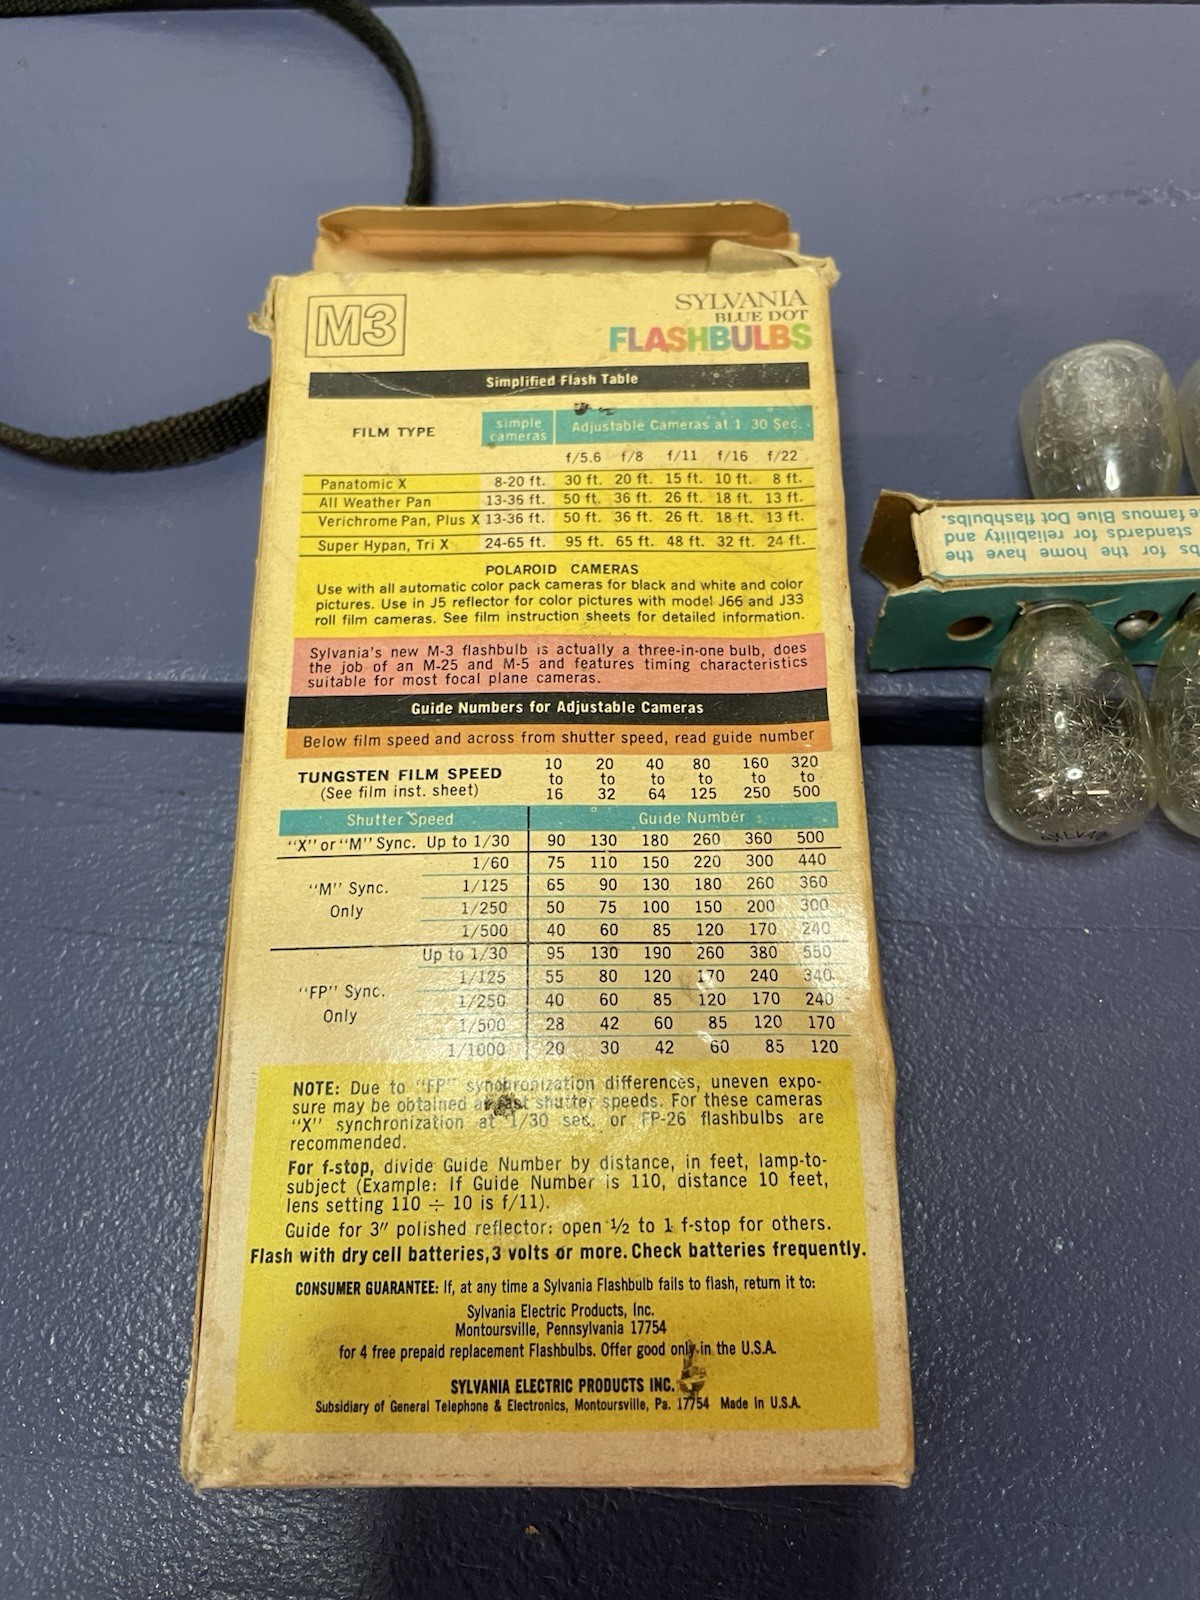 M3
SYLVANIA
BLUE DOT
FLASHBULBS
Simplified Flash Table
FILM TYPE simple cameras Adjustable Cameras at 1 30 Sec.
f/5.6 f/8 f/11 f/16 f/22
Panatomic X 8-20 ft. 30 ft. 20 ft. 15 ft. 10 ft. 8 ft.
All Weather Pan 13-36 ft. 50 ft. 36 ft. 26 ft. 18 ft. 13 ft.
Verichrome Pan, Plus X 13-36 ft. 50 ft. 36 ft. 26 ft. 18 ft. 13 ft.
Super Hypan, Tri X 24-65 ft. 95 ft. 65 ft. 48 ft. 32 ft. 24 ft.
POLAROID CAMERAS
Use with all automatic color pack cameras for black and white and color
pictures. Use in J5 reflector for color pictures with model J66 and J33
roll film cameras. See film instruction sheets for detailed information.
Sylvania's new M-3 flashbulb is actually a three-in-one bulb, does
the job of an M-25 and M-5 and features timing characteristics
suitable for most focal plane cameras.
Guide Numbers for Adjustable Cameras
Below film speed and across from shutter speed, read guide number
TUNGSTEN FILM SPEED 10 to 16 20 to 32 40 to 64 80 to 125 160 to 250 320 to 500
(See film inst. sheet)
Shutter Speed Guide Number
"X" or "M" Sync. Up to 1/30 90 130 180 260 360 500
"M" Sync. Only
1/60 75 110 150 220 300 440
1/125 65 90 130 180 260 360
1/250 50 75 100 150 200 300
1/500 40 60 85 120 170 240
"FP" Sync. Only
Up to 1/30 95 130 190 260 380 550
1/125 55 80 120 170 240 340
1/250 40 60 85 120 170 240
1/500 28 42 60 85 120 170
1/1000 20 30 42 60 85 120
NOTE: Due to "FP" synchronization differences, uneven expo-
sure may be obtained at fast shutter speeds. For these cameras
"X" synchronization at 1/30 sec. or FP-26 flashbulbs are
recommended.
For f-stop, divide Guide Number by distance, in feet, lamp-to-
subject (Example: If Guide Number is 110, distance 10 feet,
lens setting 110 ÷ 10 is f/11).
Guide for 3" polished reflector: open ½ to 1 f-stop for others.
Flash with dry cell batteries, 3 volts or more. Check batteries frequently.
CONSUMER GUARANTEE: If, at any time a Sylvania Flashbulb fails to flash, return it to:
Sylvania Electric Products, Inc.
Montoursville, Pennsylvania 17754
for 4 free prepaid replacement Flashbulbs. Offer good only in the U.S.A.
SYLVANIA ELECTRIC PRODUCTS INC.
Subsidiary of General Telephone & Electronics, Montoursville, Pa. 17754 Made In U.S.A.
for the home have the
standards for reliability and
famous Blue Dot flashbulbs.